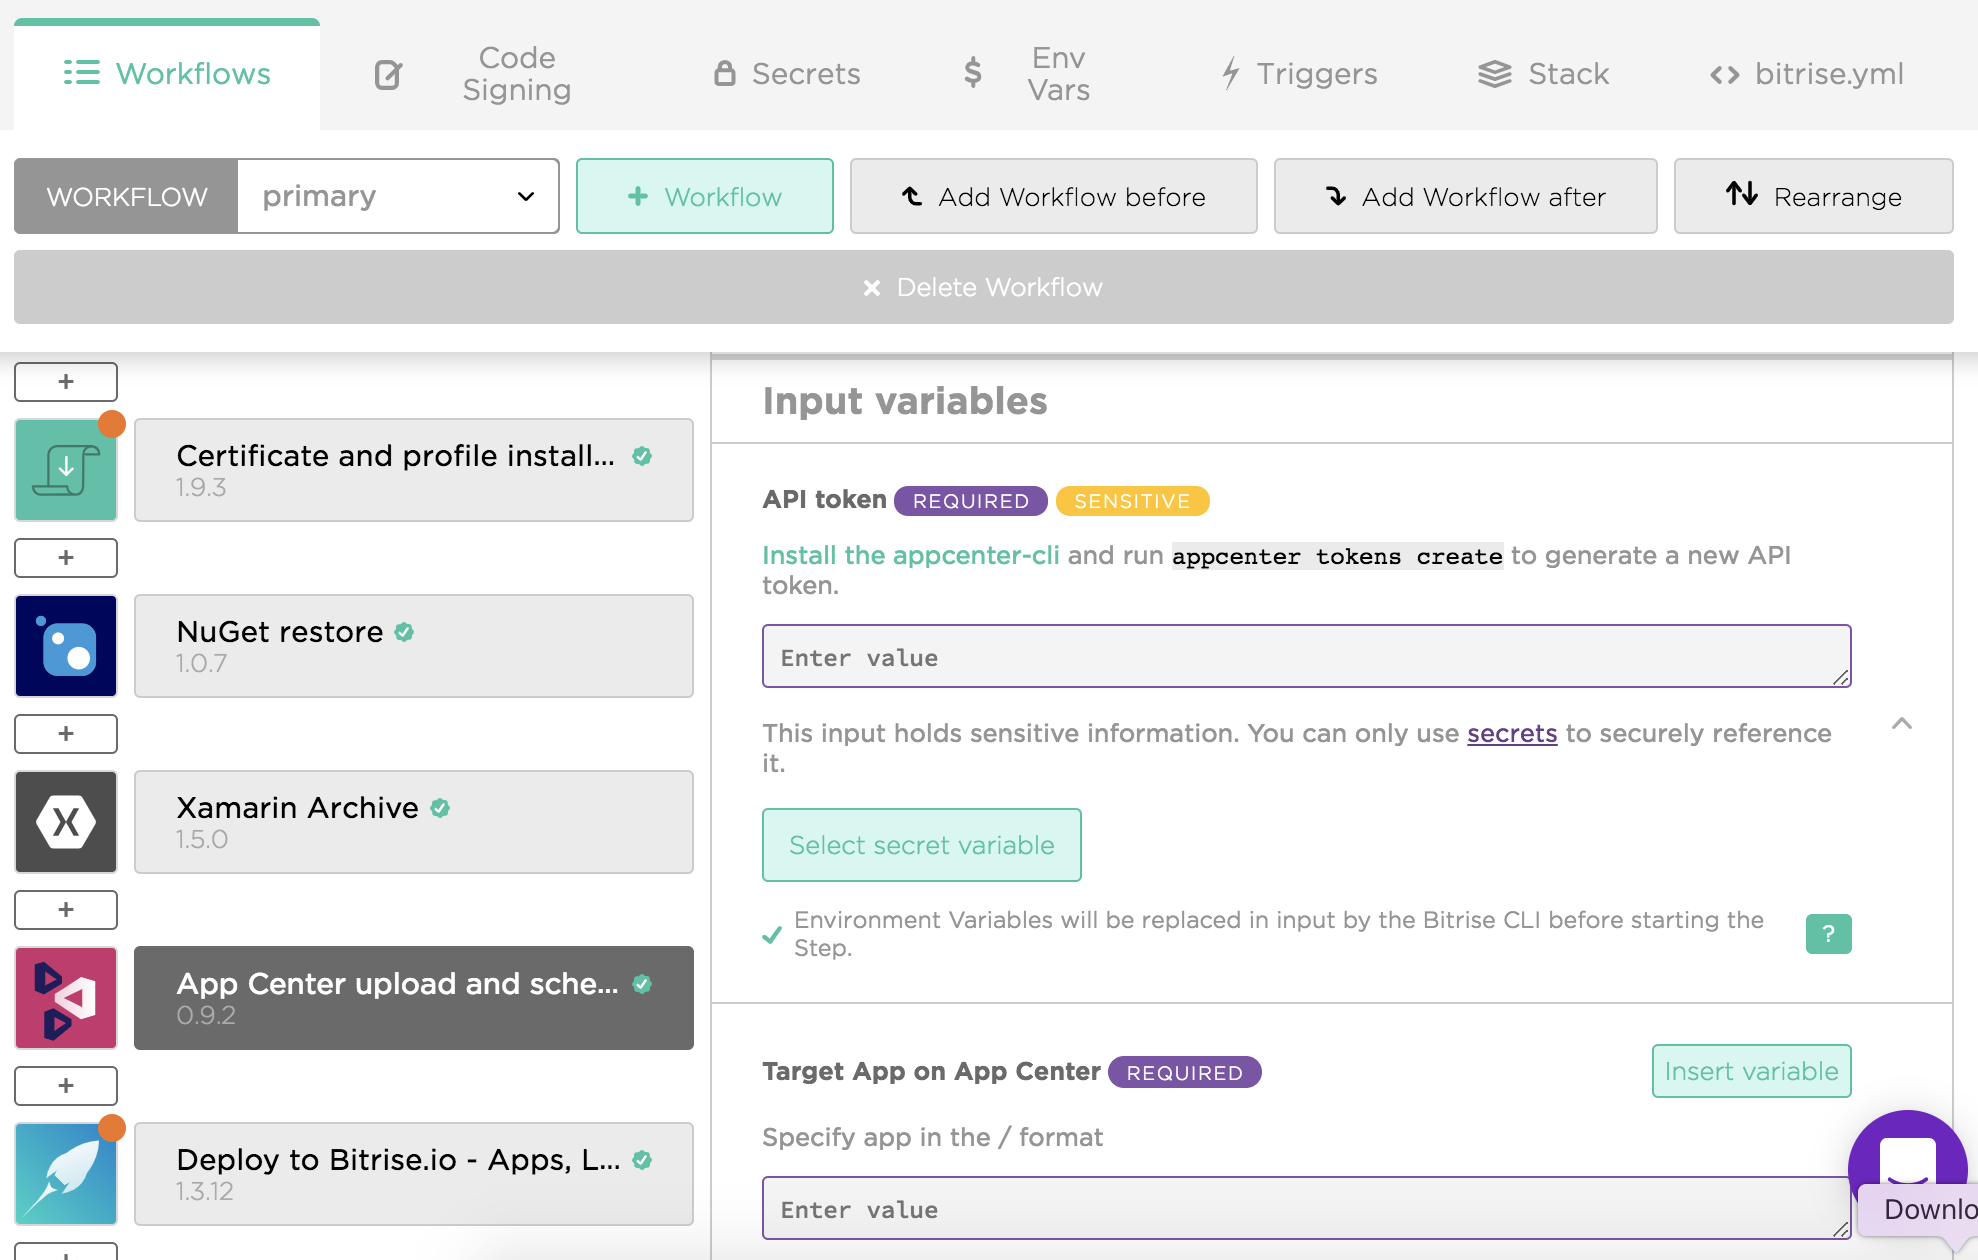 Workflows
Code
Signing
Secrets
Env
Vars
Triggers
Stack
bitrise.yml
WORKFLOW
primary
+ Workflow
Add Workflow before
Add Workflow after
Rearrange
× Delete Workflow
+
Certificate and profile install...
1.9.3
+
NuGet restore
1.0.7
+
Xamarin Archive
1.5.0
+
App Center upload and sche...
0.9.2
+
Deploy to Bitrise.io - Apps, L...
1.3.12
Input variables
API token REQUIRED SENSITIVE
Install the appcenter-cli and run appcenter tokens create to generate a new API
token.
Enter value
This input holds sensitive information. You can only use secrets to securely reference
it.
Select secret variable
Environment Variables will be replaced in input by the Bitrise CLI before starting the
Step.
?
Target App on App Center REQUIRED
Insert variable
Specify app in the / format
Enter value
Downlo